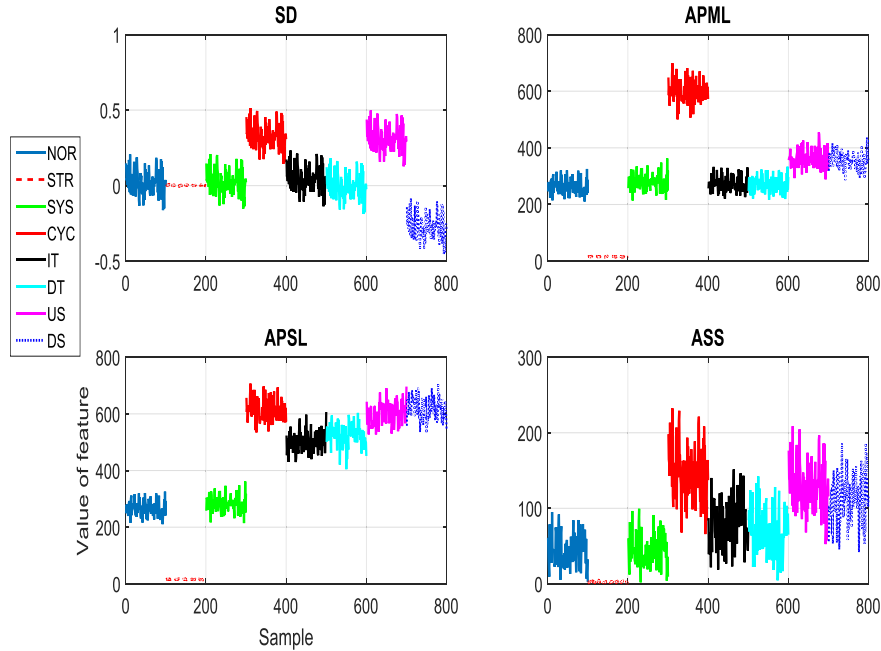 SD
1
0.5
0
-0.5
0 200 400 600 800
APML
800
600
400
200
0
0 200 400 600 800
NOR
STR
SYS
CYC
IT
DT
US
DS
APSL
Value of feature
800
600
400
200
0
0 200 400 600 800
Sample
ASS
300
200
100
0
0 200 400 600 800